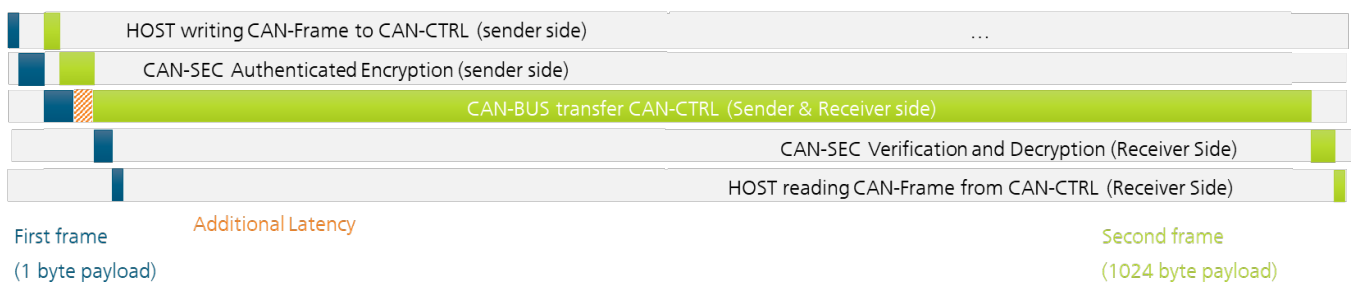 HOST writing CAN-Frame to CAN-CTRL (sender side) ...
CAN-SEC Authenticated Encryption (sender side)
CAN-BUS transfer CAN-CTRL (Sender & Receiver side)
CAN-SEC Verification and Decryption (Receiver Side)
HOST reading CAN-Frame from CAN-CTRL (Receiver Side)
Additional Latency
First frame
(1 byte payload)
Second frame
(1024 byte payload)